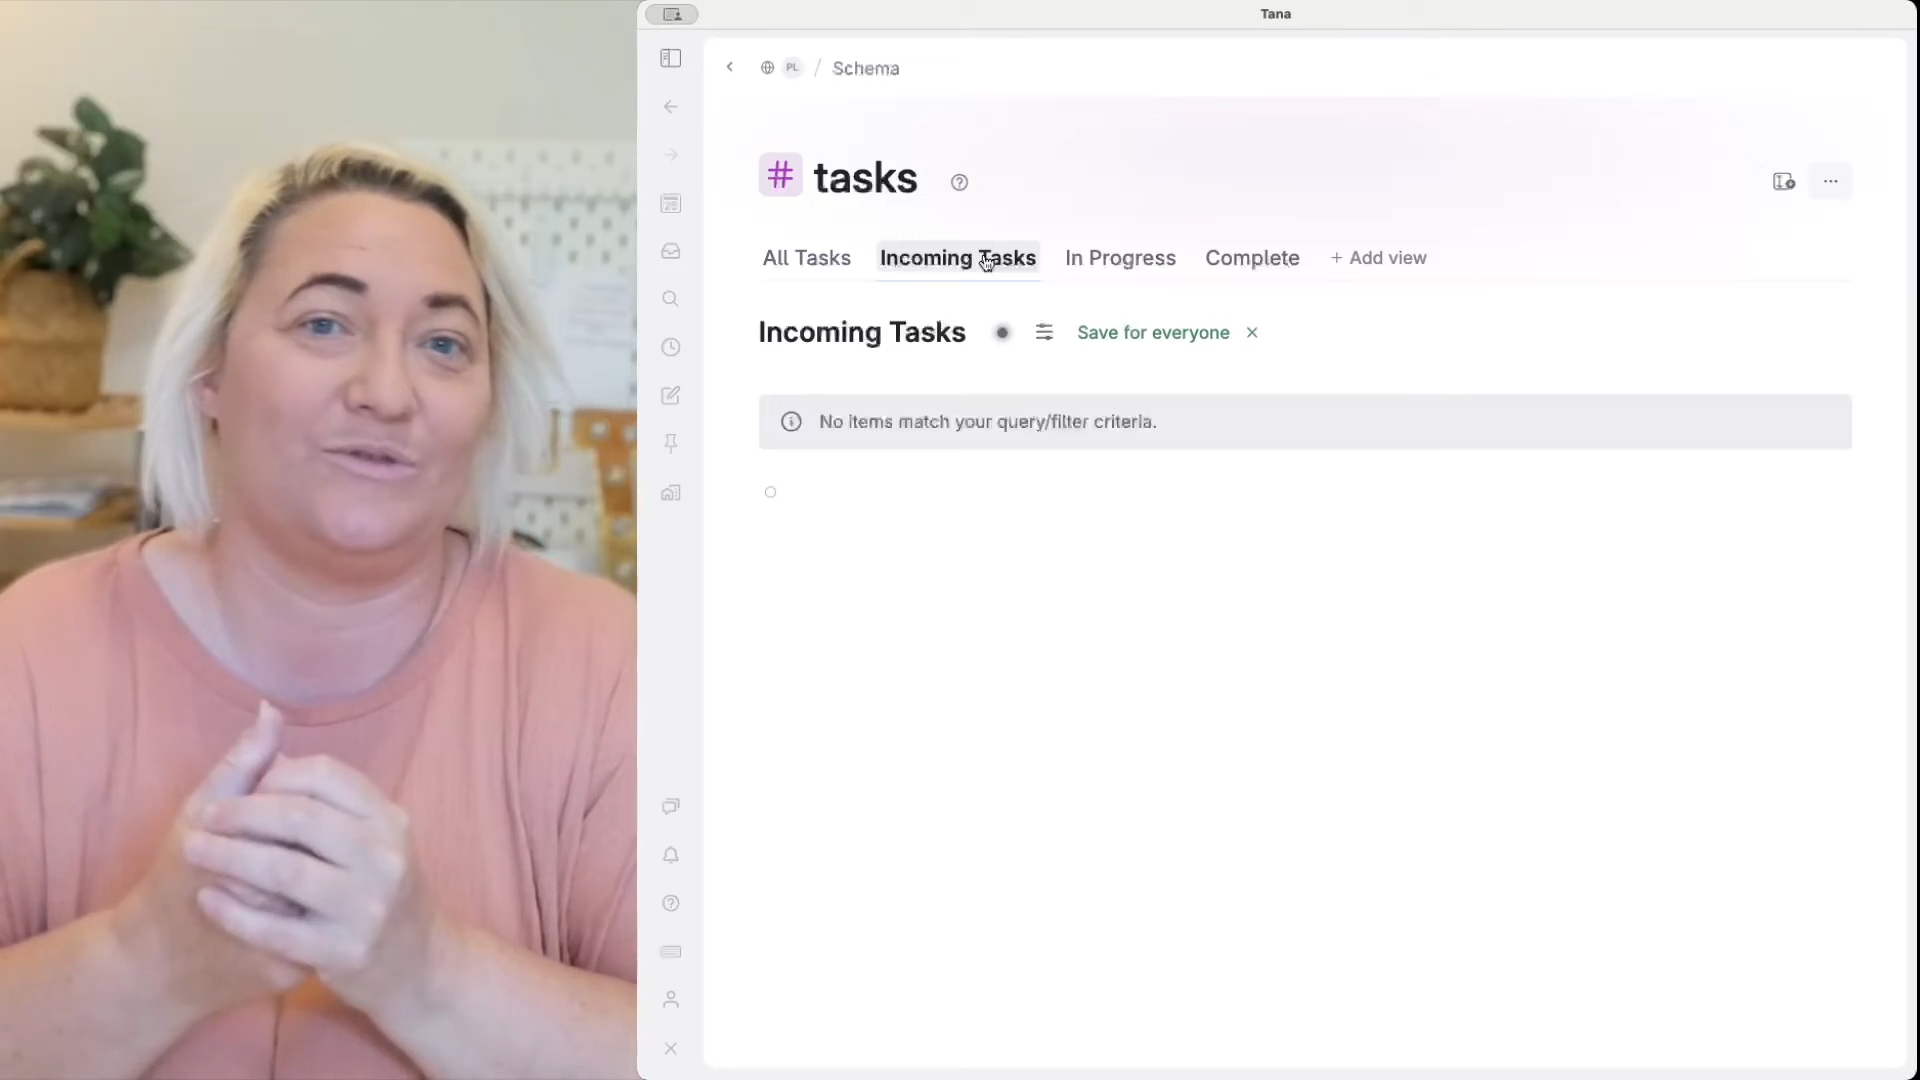 Tana
PL / Schema
# tasks
All Tasks
Incoming Tasks
In Progress
Complete
+ Add view
Incoming Tasks
Save for everyone
No items match your query/filter criteria.